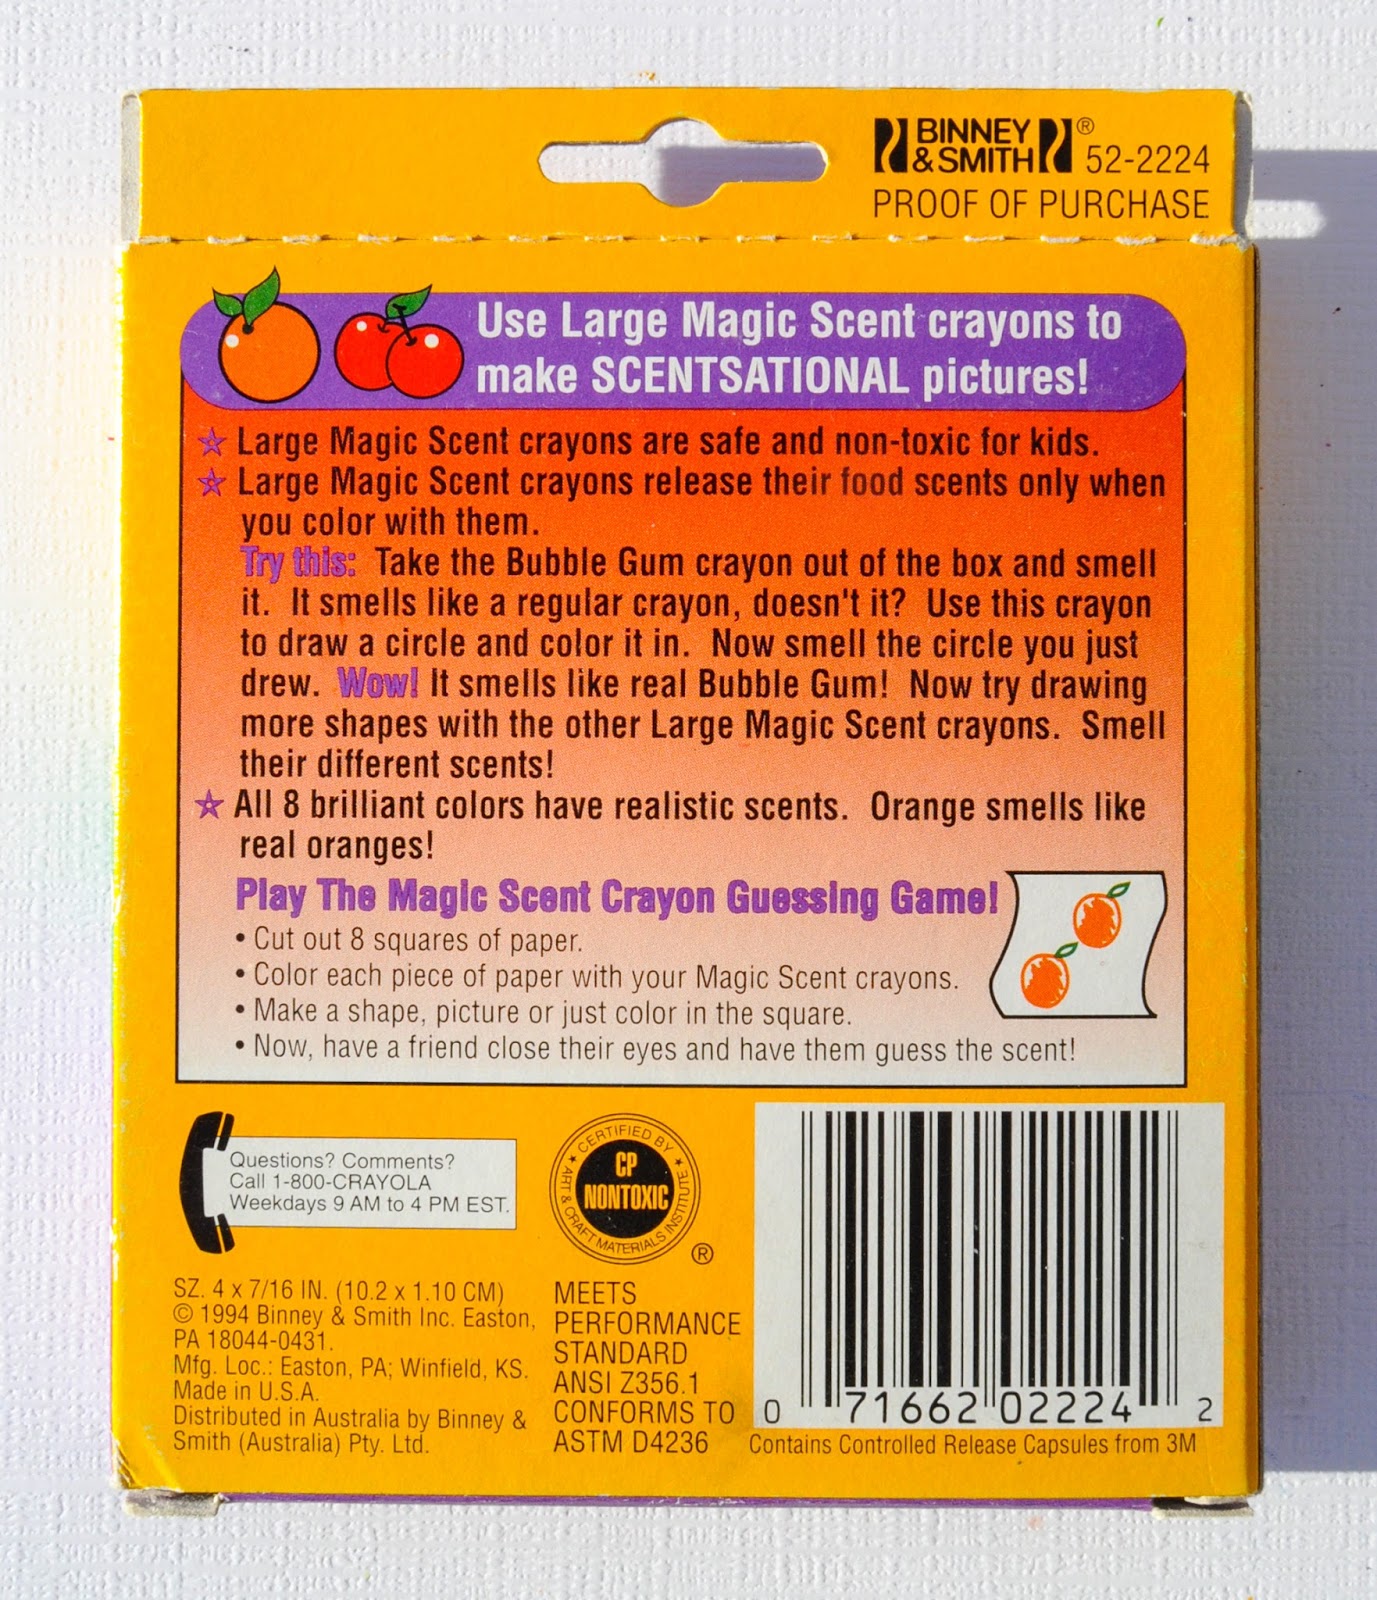 BINNEY
& SMITH ® 52-2224
PROOF OF PURCHASE
Use Large Magic Scent crayons to
make SCENTSATIONAL pictures!
Large Magic Scent crayons are safe and non-toxic for kids.
Large Magic Scent crayons release their food scents only when
you color with them.
Try this: Take the Bubble Gum crayon out of the box and smell
it. It smells like a regular crayon, doesn't it? Use this crayon
to draw a circle and color it in. Now smell the circle you just
drew. Wow! It smells like real Bubble Gum! Now try drawing
more shapes with the other Large Magic Scent crayons. Smell
their different scents!
All 8 brilliant colors have realistic scents. Orange smells like
real oranges!
Play The Magic Scent Crayon Guessing Game!
• Cut out 8 squares of paper.
• Color each piece of paper with your Magic Scent crayons.
• Make a shape, picture or just color in the square.
• Now, have a friend close their eyes and have them guess the scent!
Questions? Comments?
Call 1-800-CRAYOLA
Weekdays 9 AM to 4 PM EST.
SZ. 4 x 7/16 IN. (10.2 x 1.10 CM)
© 1994 Binney & Smith Inc. Easton,
PA 18044-0431.
Mfg. Loc.: Easton, PA; Winfield, KS.
Made in U.S.A.
Distributed in Australia by Binney &
Smith (Australia) Pty. Ltd.
CERTIFIED BY
ART & CRAFT MATERIALS INSTITUTE
CP
NONTOXIC
®
MEETS
PERFORMANCE
STANDARD
ANSI Z356.1
CONFORMS TO
ASTM D4236
0 71662 02224 2
Contains Controlled Release Capsules from 3M